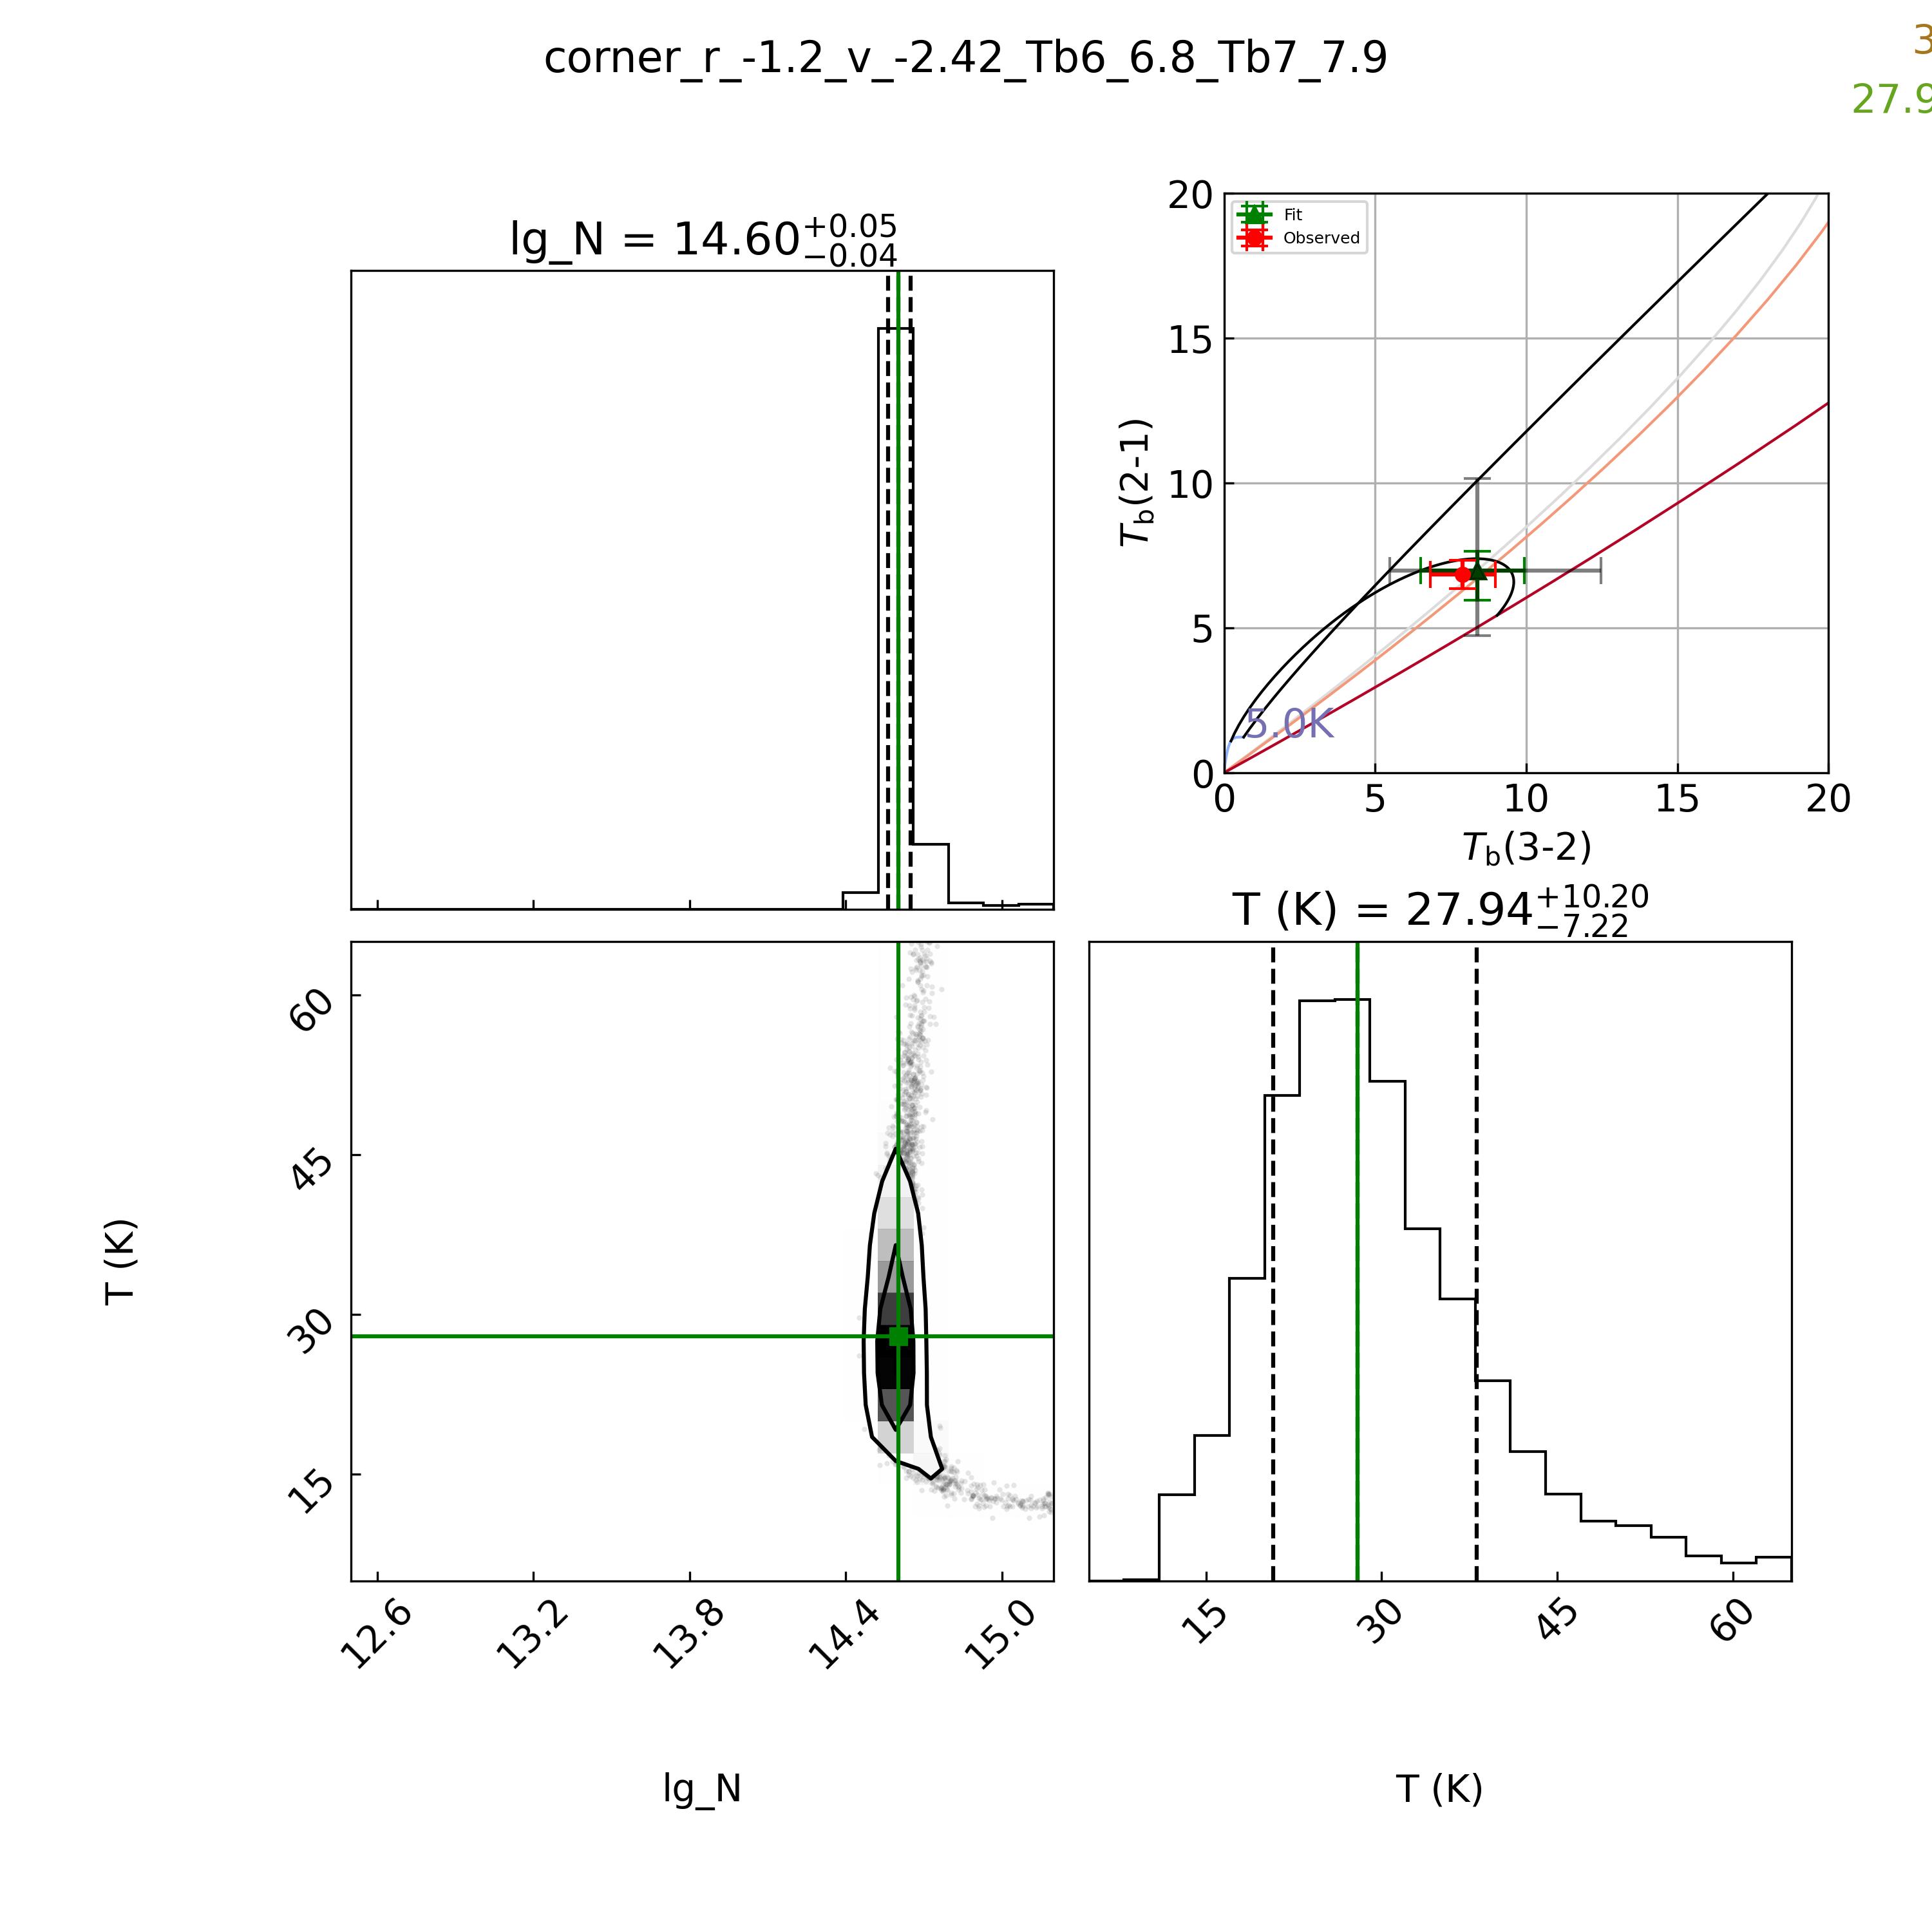 corner_r_-1.2_v_-2.42_Tb6_6.8_Tb7_7.9
3
27.9
lg_N = 14.60 +0.05 −0.04
20
15
10
5
0
Fit
Observed
5.0K
T_b(2-1)
0 5 10 15 20
T_b(3-2)
T (K) = 27.94 +10.20 −7.22
T (K)
60
45
30
15
12.6 13.2 13.8 14.4 15.0
lg_N
15 30 45 60
T (K)